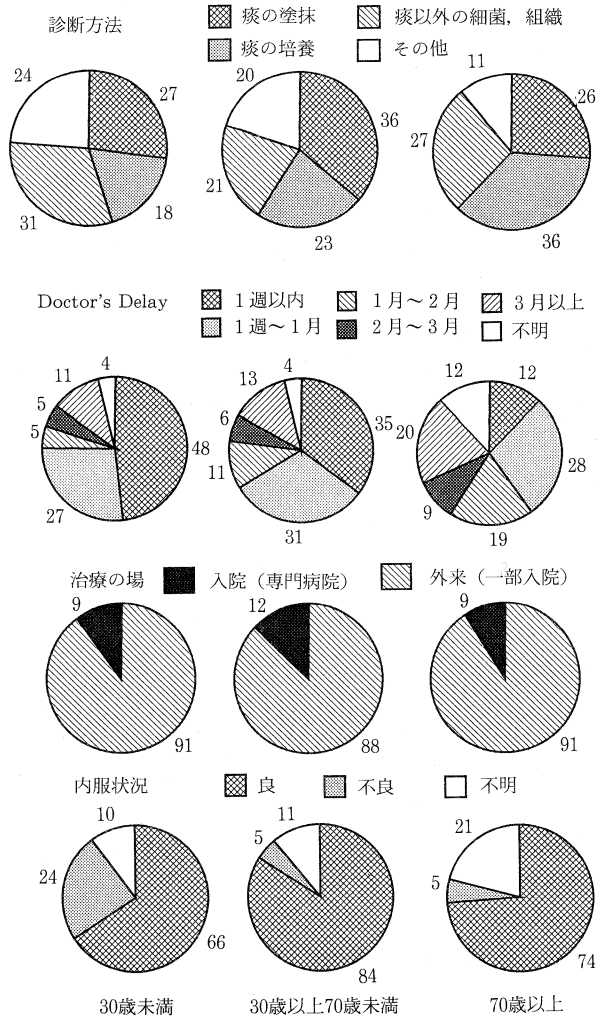 診断方法
痰の塗抹 痰以外の細菌，組織
痰の培養 その他
24 27 31 18
20 36 21 23
11 26 27 36
Doctor's Delay
1週以内 1月～2月 3月以上
1週～1月 2月～3月 不明
4 11 5 5 48 27
4 13 6 11 35 31
12 12 20 28 9 19
治療の場 入院（専門病院） 外来（一部入院）
9 91
12 88
9 91
内服状況 良 不良 不明
10 24 66
5 11 84
21 5 74
30歳未満 30歳以上70歳未満 70歳以上